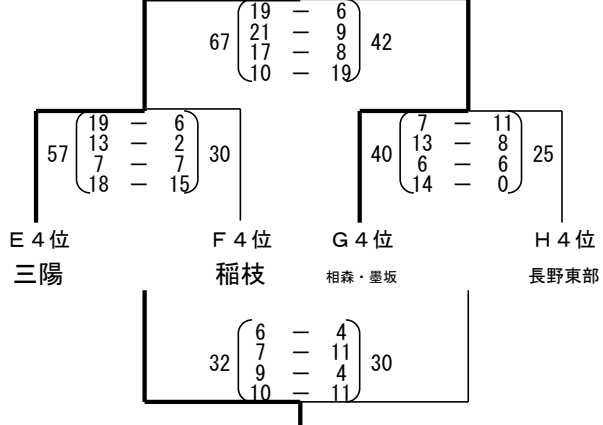 19 — 6
67 21 — 9 42
17 — 8
10 — 19
19 — 6 7 — 11
57 13 — 2 30 40 13 — 8 25
7 — 7 6 — 6
18 — 15 14 — 0
E4位 F4位 G4位 H4位
三陽 稲枝 相森・墨坂 長野東部
6 — 4
32 7 — 11 30
9 — 4
10 — 11